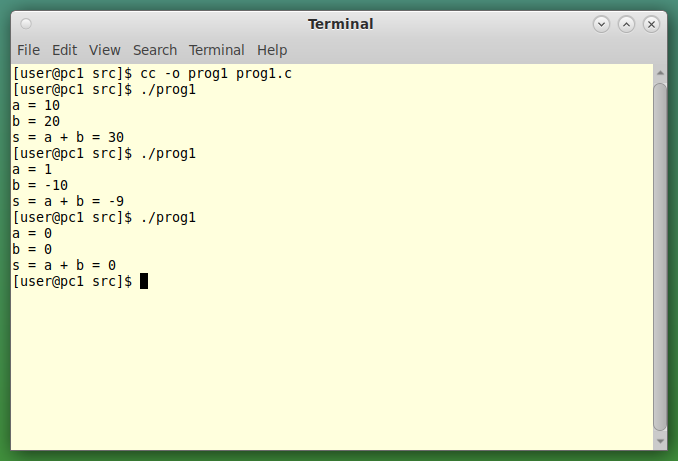 Terminal
File Edit View Search Terminal Help
[user@pc1 src]$ cc -o prog1 prog1.c
[user@pc1 src]$ ./prog1
a = 10
b = 20
s = a + b = 30
[user@pc1 src]$ ./prog1
a = 1
b = -10
s = a + b = -9
[user@pc1 src]$ ./prog1
a = 0
b = 0
s = a + b = 0
[user@pc1 src]$